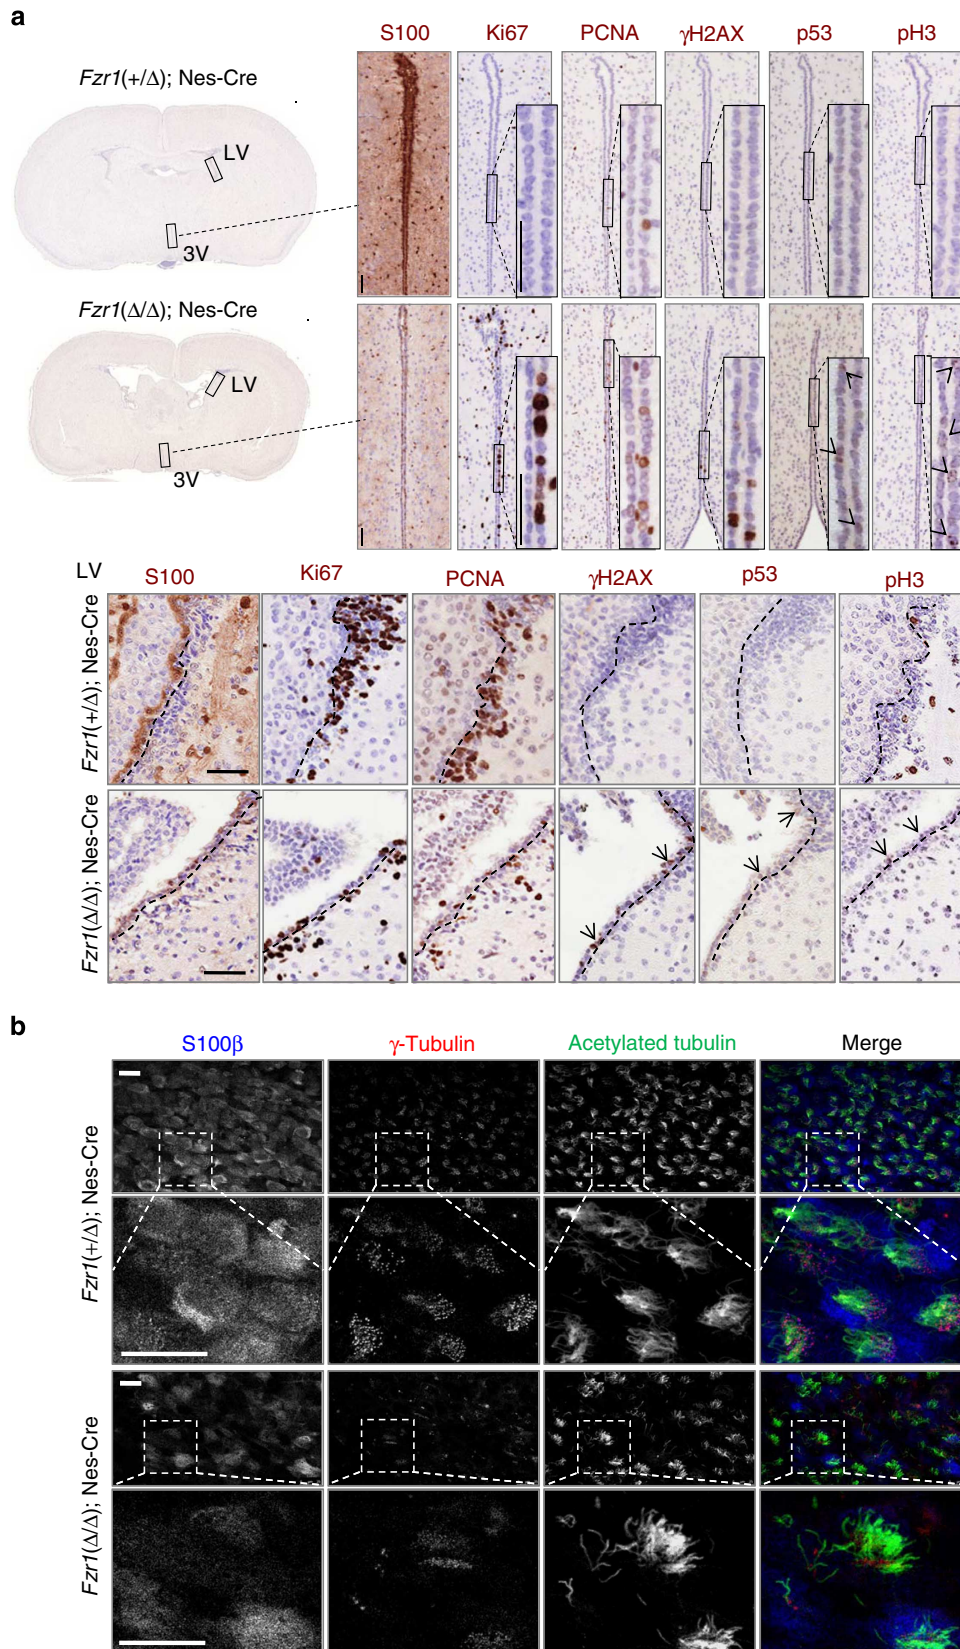 a
S100 Ki67 PCNA γH2AX p53 pH3
Fzr1(+/Δ); Nes-Cre
LV
3V
Fzr1(Δ/Δ); Nes-Cre
LV
3V
LV
S100 Ki67 PCNA γH2AX p53 pH3
Fzr1(+/Δ); Nes-Cre
Fzr1(Δ/Δ); Nes-Cre
b
S100β γ-Tubulin Acetylated tubulin Merge
Fzr1(+/Δ); Nes-Cre
Fzr1(Δ/Δ); Nes-Cre